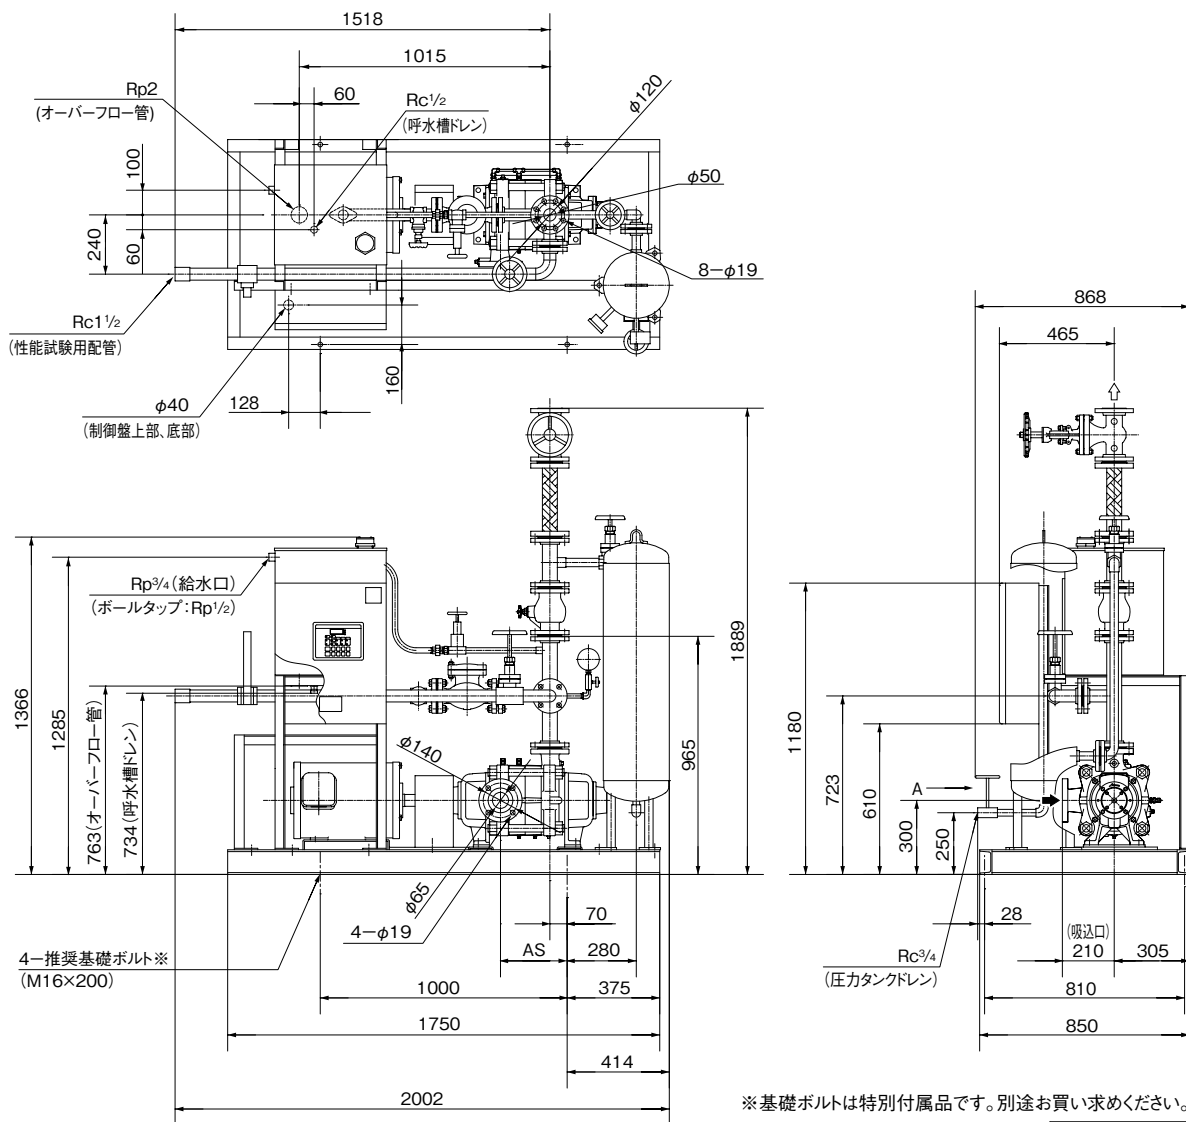 1518
1015
Rp2
(オーバーフロー管)
60
Rc1/2
(呼水槽ドレン)
φ120
100
φ50
240
60
8−φ19
Rc1 1/2
(性能試験用配管)
160
φ40
(制御盤上部、底部)
128
868
465
Rp3/4(給水口)
(ボールタップ:Rp1/2)
1366
1285
763(オーバーフロー管)
734(呼水槽ドレン)
φ140
965
1889
φ65
4−φ19
70
AS
280
4−推奨基礎ボルト※
(M16×200)
1000
375
1750
414
2002
1180
723
610
A
300
250
28
(吸込口)
210
305
Rc3/4
(圧力タンクドレン)
810
850
※基礎ボルトは特別付属品です。別途お買い求めください。